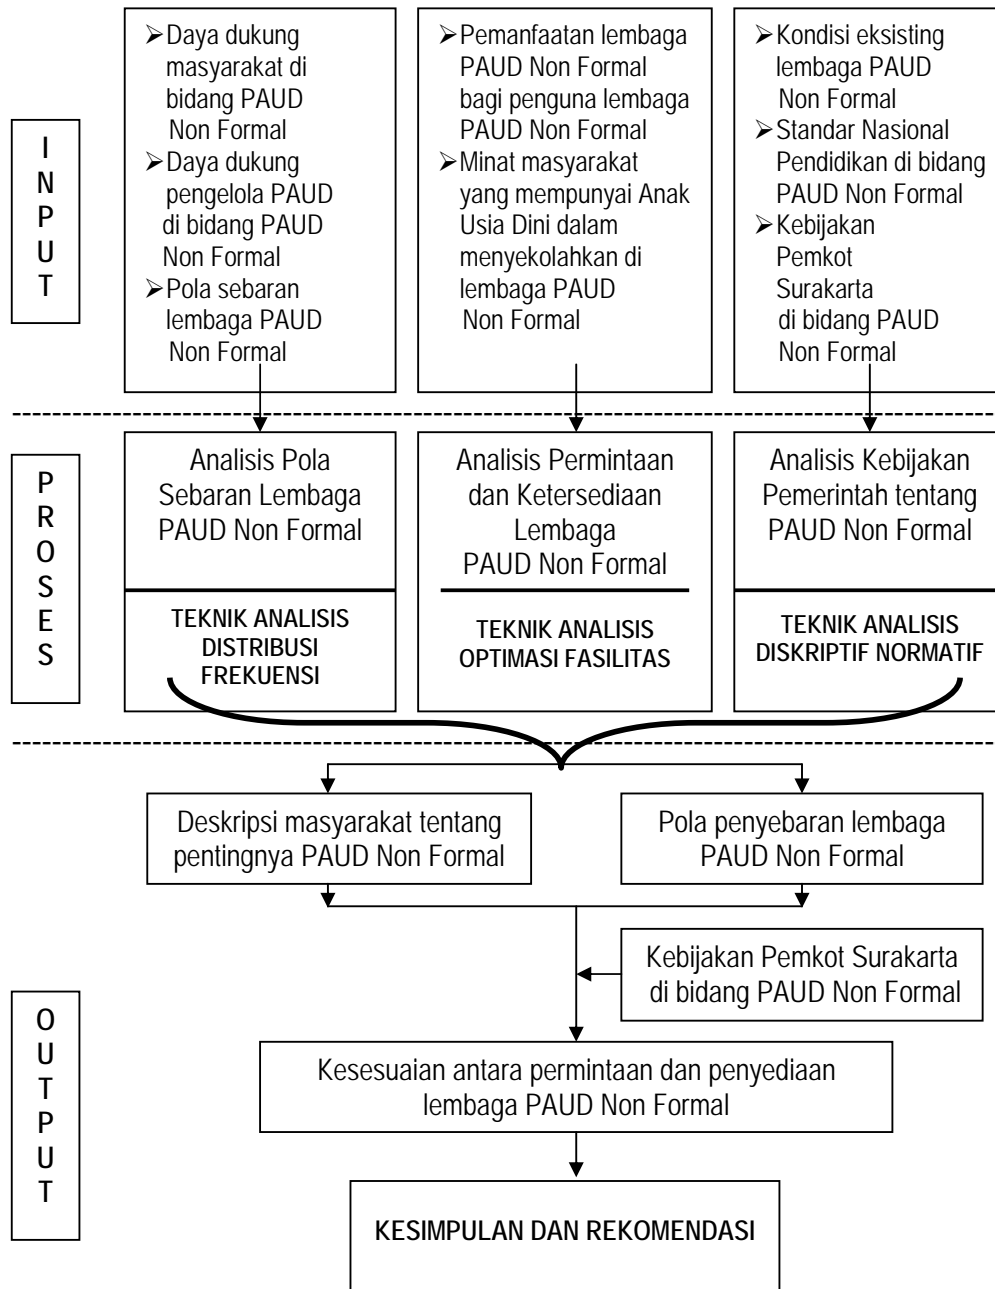 I
N
P
U
T
➢Daya dukung
masyarakat di
bidang PAUD
Non Formal
➢Daya dukung
pengelola PAUD
di bidang PAUD
Non Formal
➢Pola sebaran
lembaga PAUD
Non Formal
➢Pemanfaatan lembaga
PAUD Non Formal
bagi penguna lembaga
PAUD Non Formal
➢Minat masyarakat
yang mempunyai Anak
Usia Dini dalam
menyekolahkan di
lembaga PAUD
Non Formal
➢Kondisi eksisting
lembaga PAUD
Non Formal
➢Standar Nasional
Pendidikan di bidang
PAUD Non Formal
➢Kebijakan
Pemkot
Surakarta
di bidang PAUD
Non Formal
P
R
O
S
E
S
Analisis Pola
Sebaran Lembaga
PAUD Non Formal
TEKNIK ANALISIS
DISTRIBUSI
FREKUENSI
Analisis Permintaan
dan Ketersediaan
Lembaga
PAUD Non Formal
TEKNIK ANALISIS
OPTIMASI FASILITAS
Analisis Kebijakan
Pemerintah tentang
PAUD Non Formal
TEKNIK ANALISIS
DISKRIPTIF NORMATIF
O
U
T
P
U
T
Deskripsi masyarakat tentang
pentingnya PAUD Non Formal
Pola penyebaran lembaga
PAUD Non Formal
Kebijakan Pemkot Surakarta
di bidang PAUD Non Formal
Kesesuaian antara permintaan dan penyediaan
lembaga PAUD Non Formal
KESIMPULAN DAN REKOMENDASI